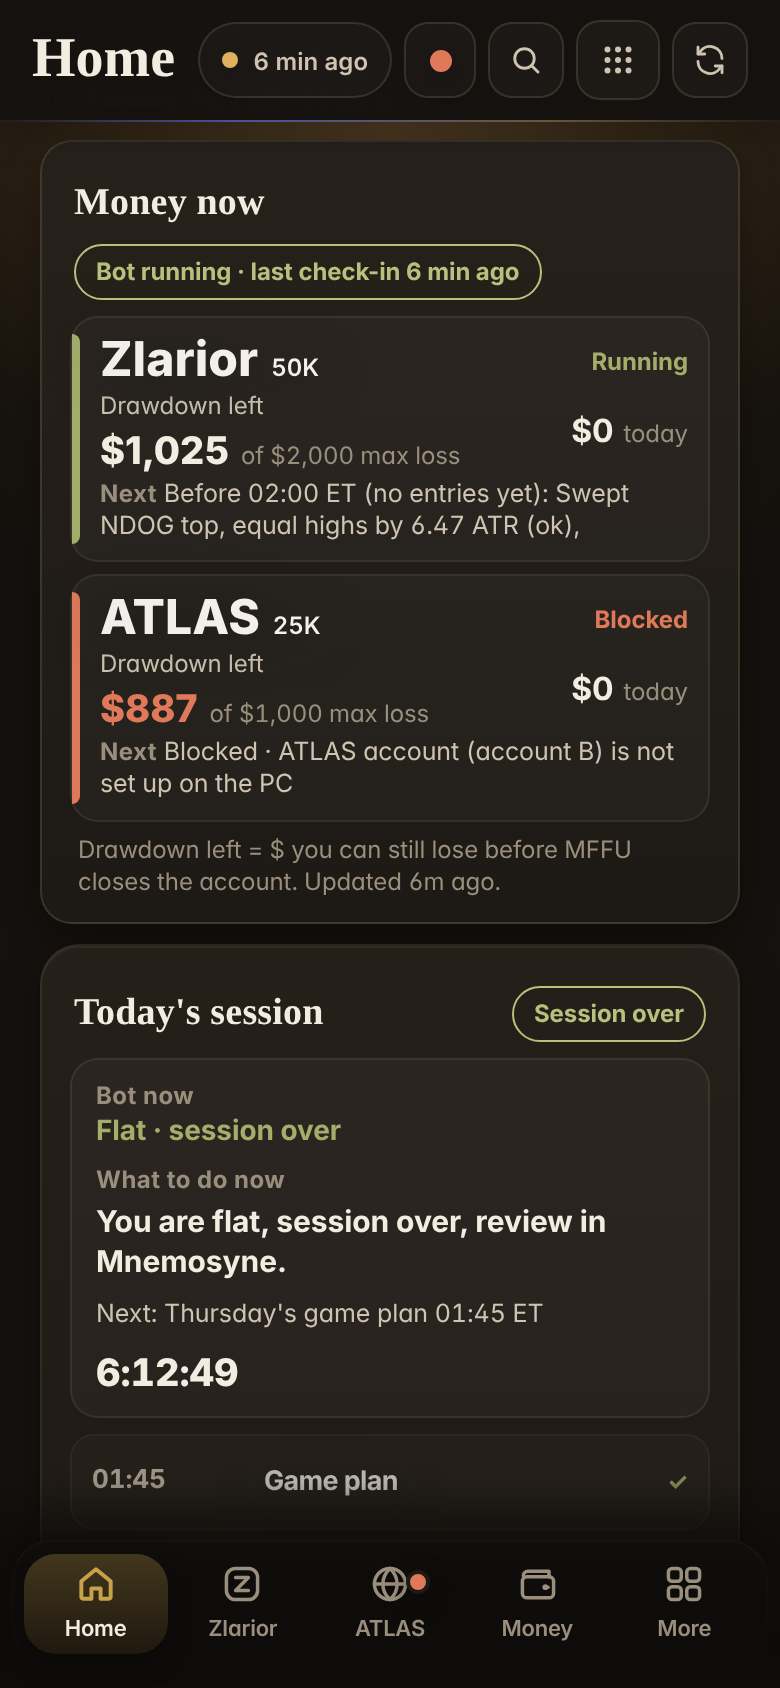 Home
6 min ago
Money now
Bot running · last check-in 6 min ago
Zlarior 50K
Running
Drawdown left
$1,025 of $2,000 max loss
$0 today
Next Before 02:00 ET (no entries yet): Swept
NDOG top, equal highs by 6.47 ATR (ok),
ATLAS 25K
Blocked
Drawdown left
$887 of $1,000 max loss
$0 today
Next Blocked · ATLAS account (account B) is not
set up on the PC
Drawdown left = $ you can still lose before MFFU
closes the account. Updated 6m ago.
Today's session
Session over
Bot now
Flat · session over
What to do now
You are flat, session over, review in
Mnemosyne.
Next: Thursday's game plan 01:45 ET
6:12:49
01:45 Game plan ✓
Home
Zlarior
ATLAS
Money
More